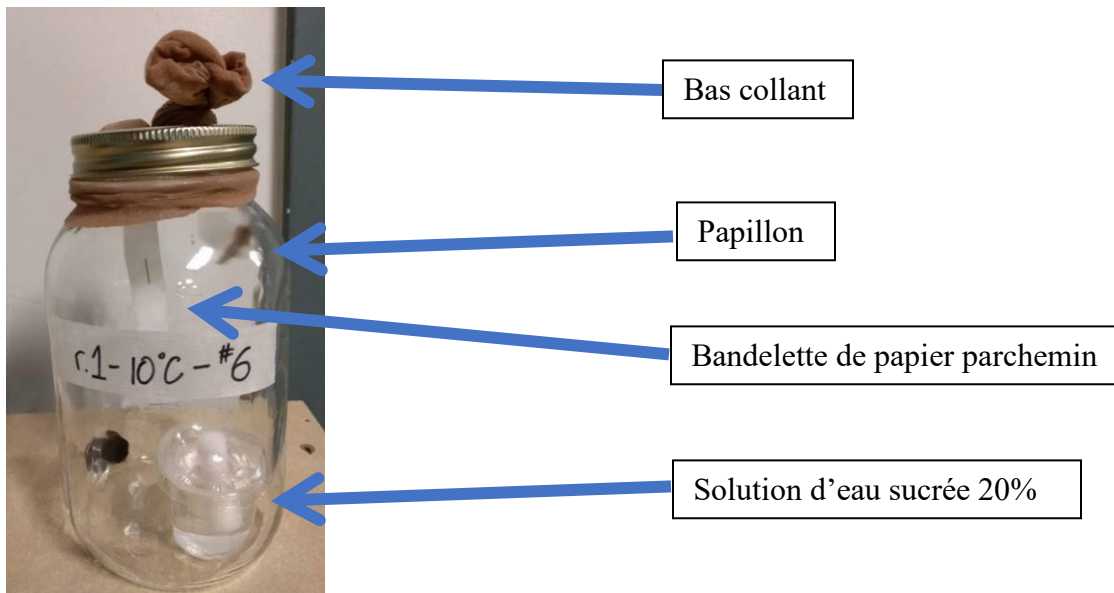 Bas collant
Papillon
Bandelette de papier parchemin
r.1-10°C-#6
Solution d'eau sucrée 20%